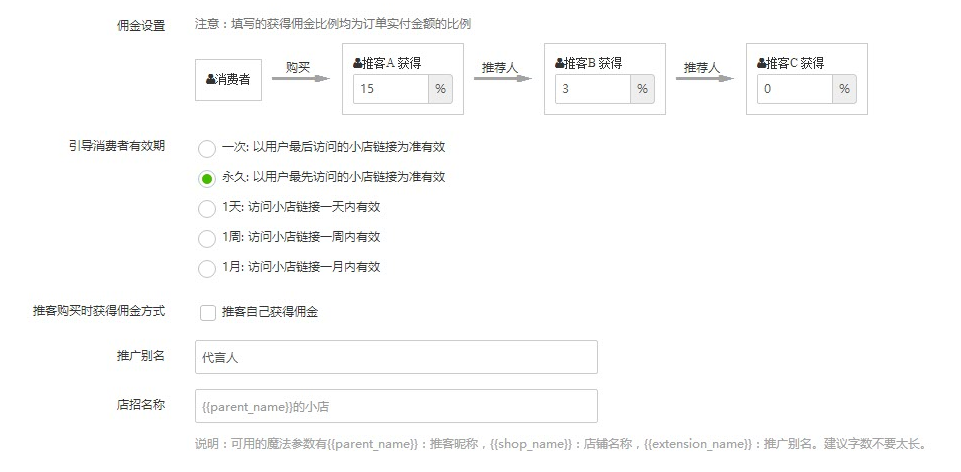 佣金设置
注意：填写的获得佣金比例均为订单实付金额的比例
消费者
购买
推客A 获得
15 %
推荐人
推客B 获得
3 %
推荐人
推客C 获得
0 %
引导消费者有效期
一次: 以用户最后访问的小店链接为准有效
永久: 以用户最先访问的小店链接为准有效
1天: 访问小店链接一天内有效
1周: 访问小店链接一周内有效
1月: 访问小店链接一月内有效
推客购买时获得佣金方式
推客自己获得佣金
推广别名
代言人
店招名称
{{parent_name}}的小店
说明：可用的魔法参数有{{parent_name}}：推客昵称，{{shop_name}}：店铺名称，{{extension_name}}：推广别名。建议字数不要太长。